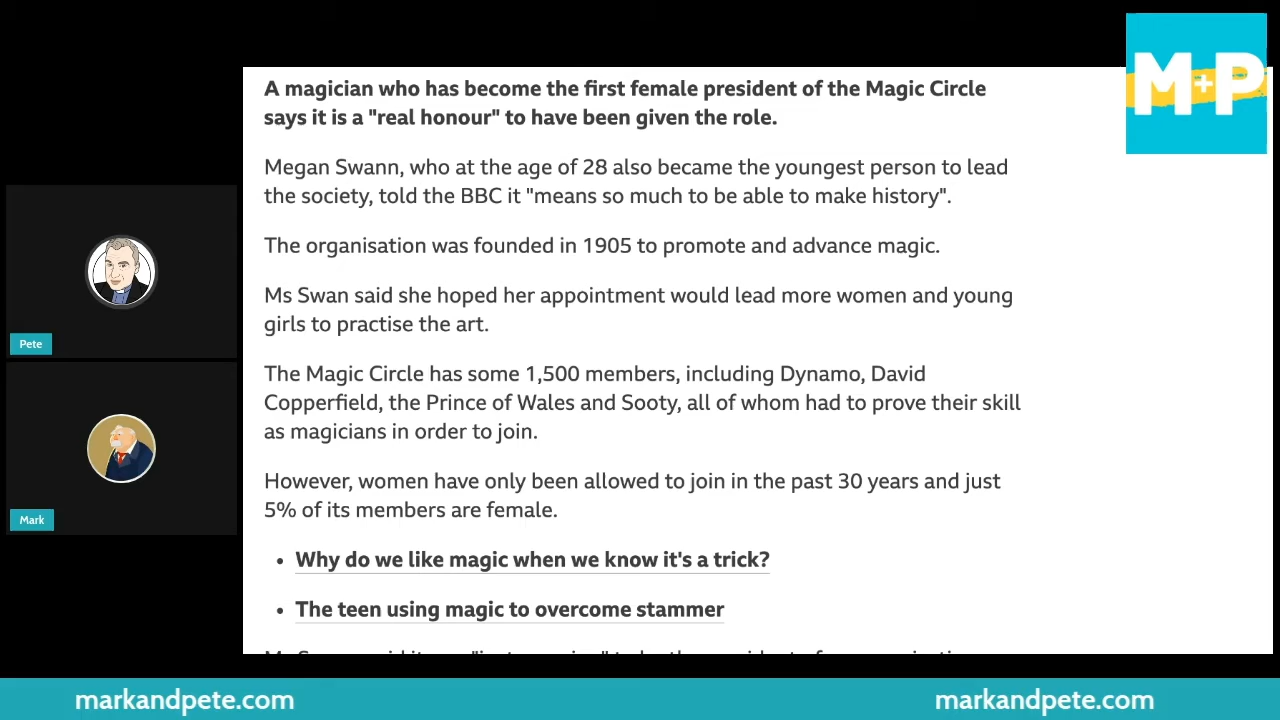 M+P
A magician who has become the first female president of the Magic Circle
says it is a "real honour" to have been given the role.
Megan Swann, who at the age of 28 also became the youngest person to lead
the society, told the BBC it "means so much to be able to make history".
The organisation was founded in 1905 to promote and advance magic.
Ms Swan said she hoped her appointment would lead more women and young
girls to practise the art.
The Magic Circle has some 1,500 members, including Dynamo, David
Copperfield, the Prince of Wales and Sooty, all of whom had to prove their skill
as magicians in order to join.
However, women have only been allowed to join in the past 30 years and just
5% of its members are female.
• Why do we like magic when we know it's a trick?
• The teen using magic to overcome stammer
Pete
Mark
markandpete.com
markandpete.com